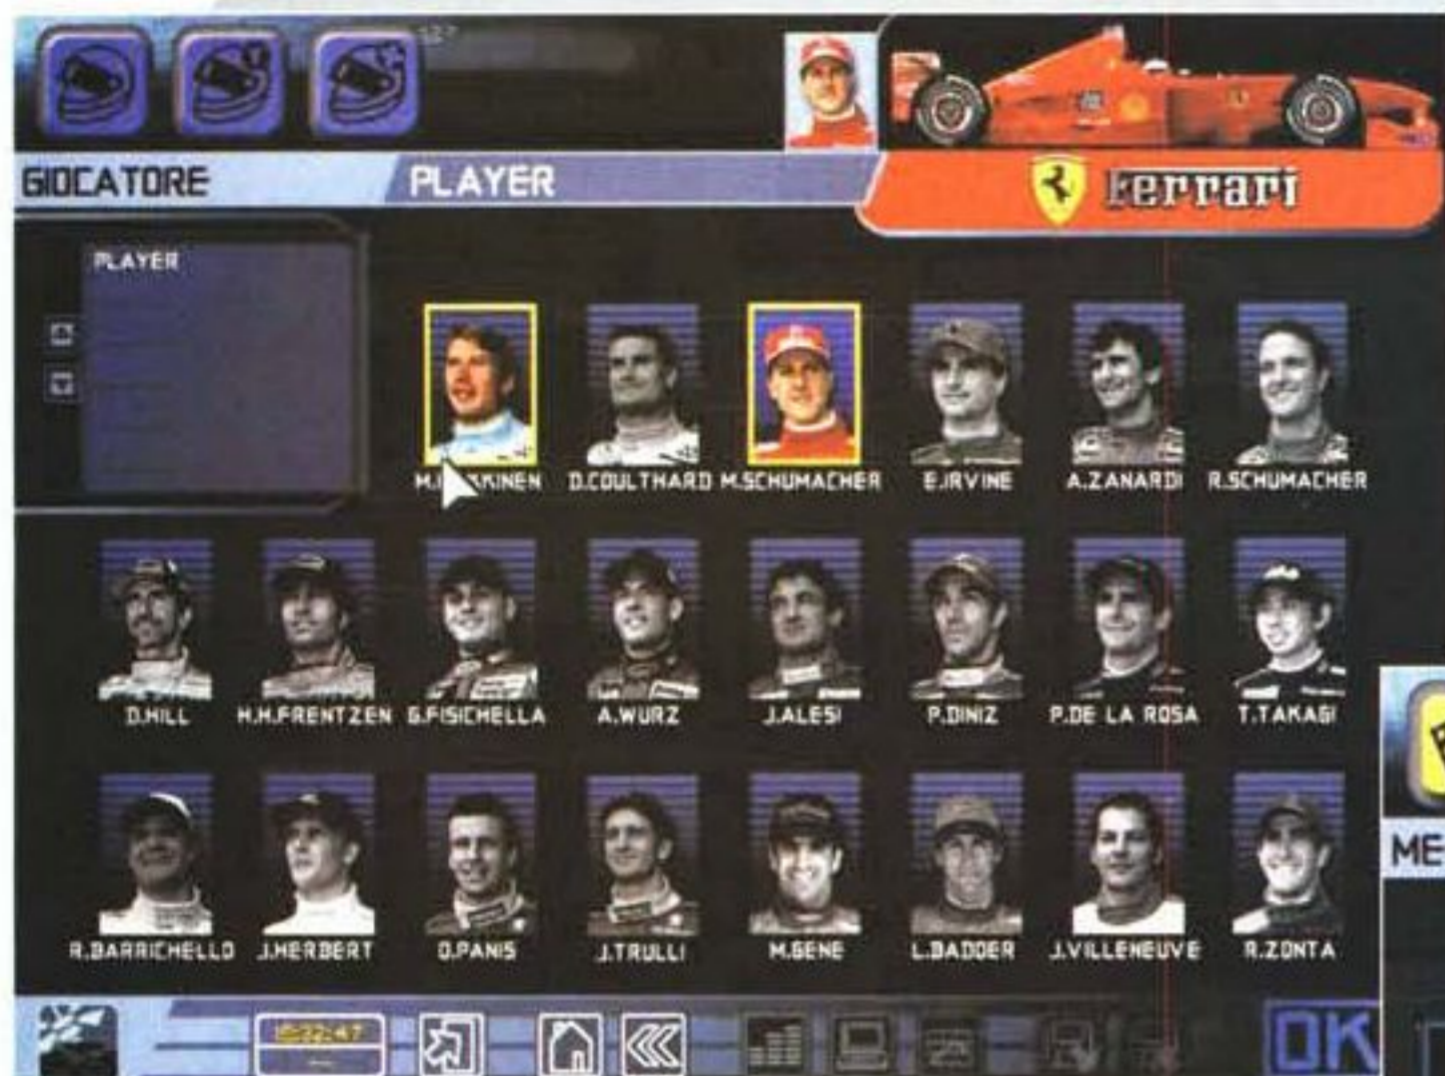 GIOCATORE PLAYER Ferrari
PLAYER
D.COULTHARD M.SCHUMACHER E.IRVINE A.ZANARDI R.SCHUMACHER
D.HILL H.H.FRENTZEN G.FISICHELLA A.WURZ J.ALESI P.DINIZ P.DE LA ROSA T.TAKAGI
R.BARRICHELLO J.HERBERT O.PANIS J.TRULLI M.GENE L.BADOER J.VILLENEUVE R.ZONTA
ME
OK